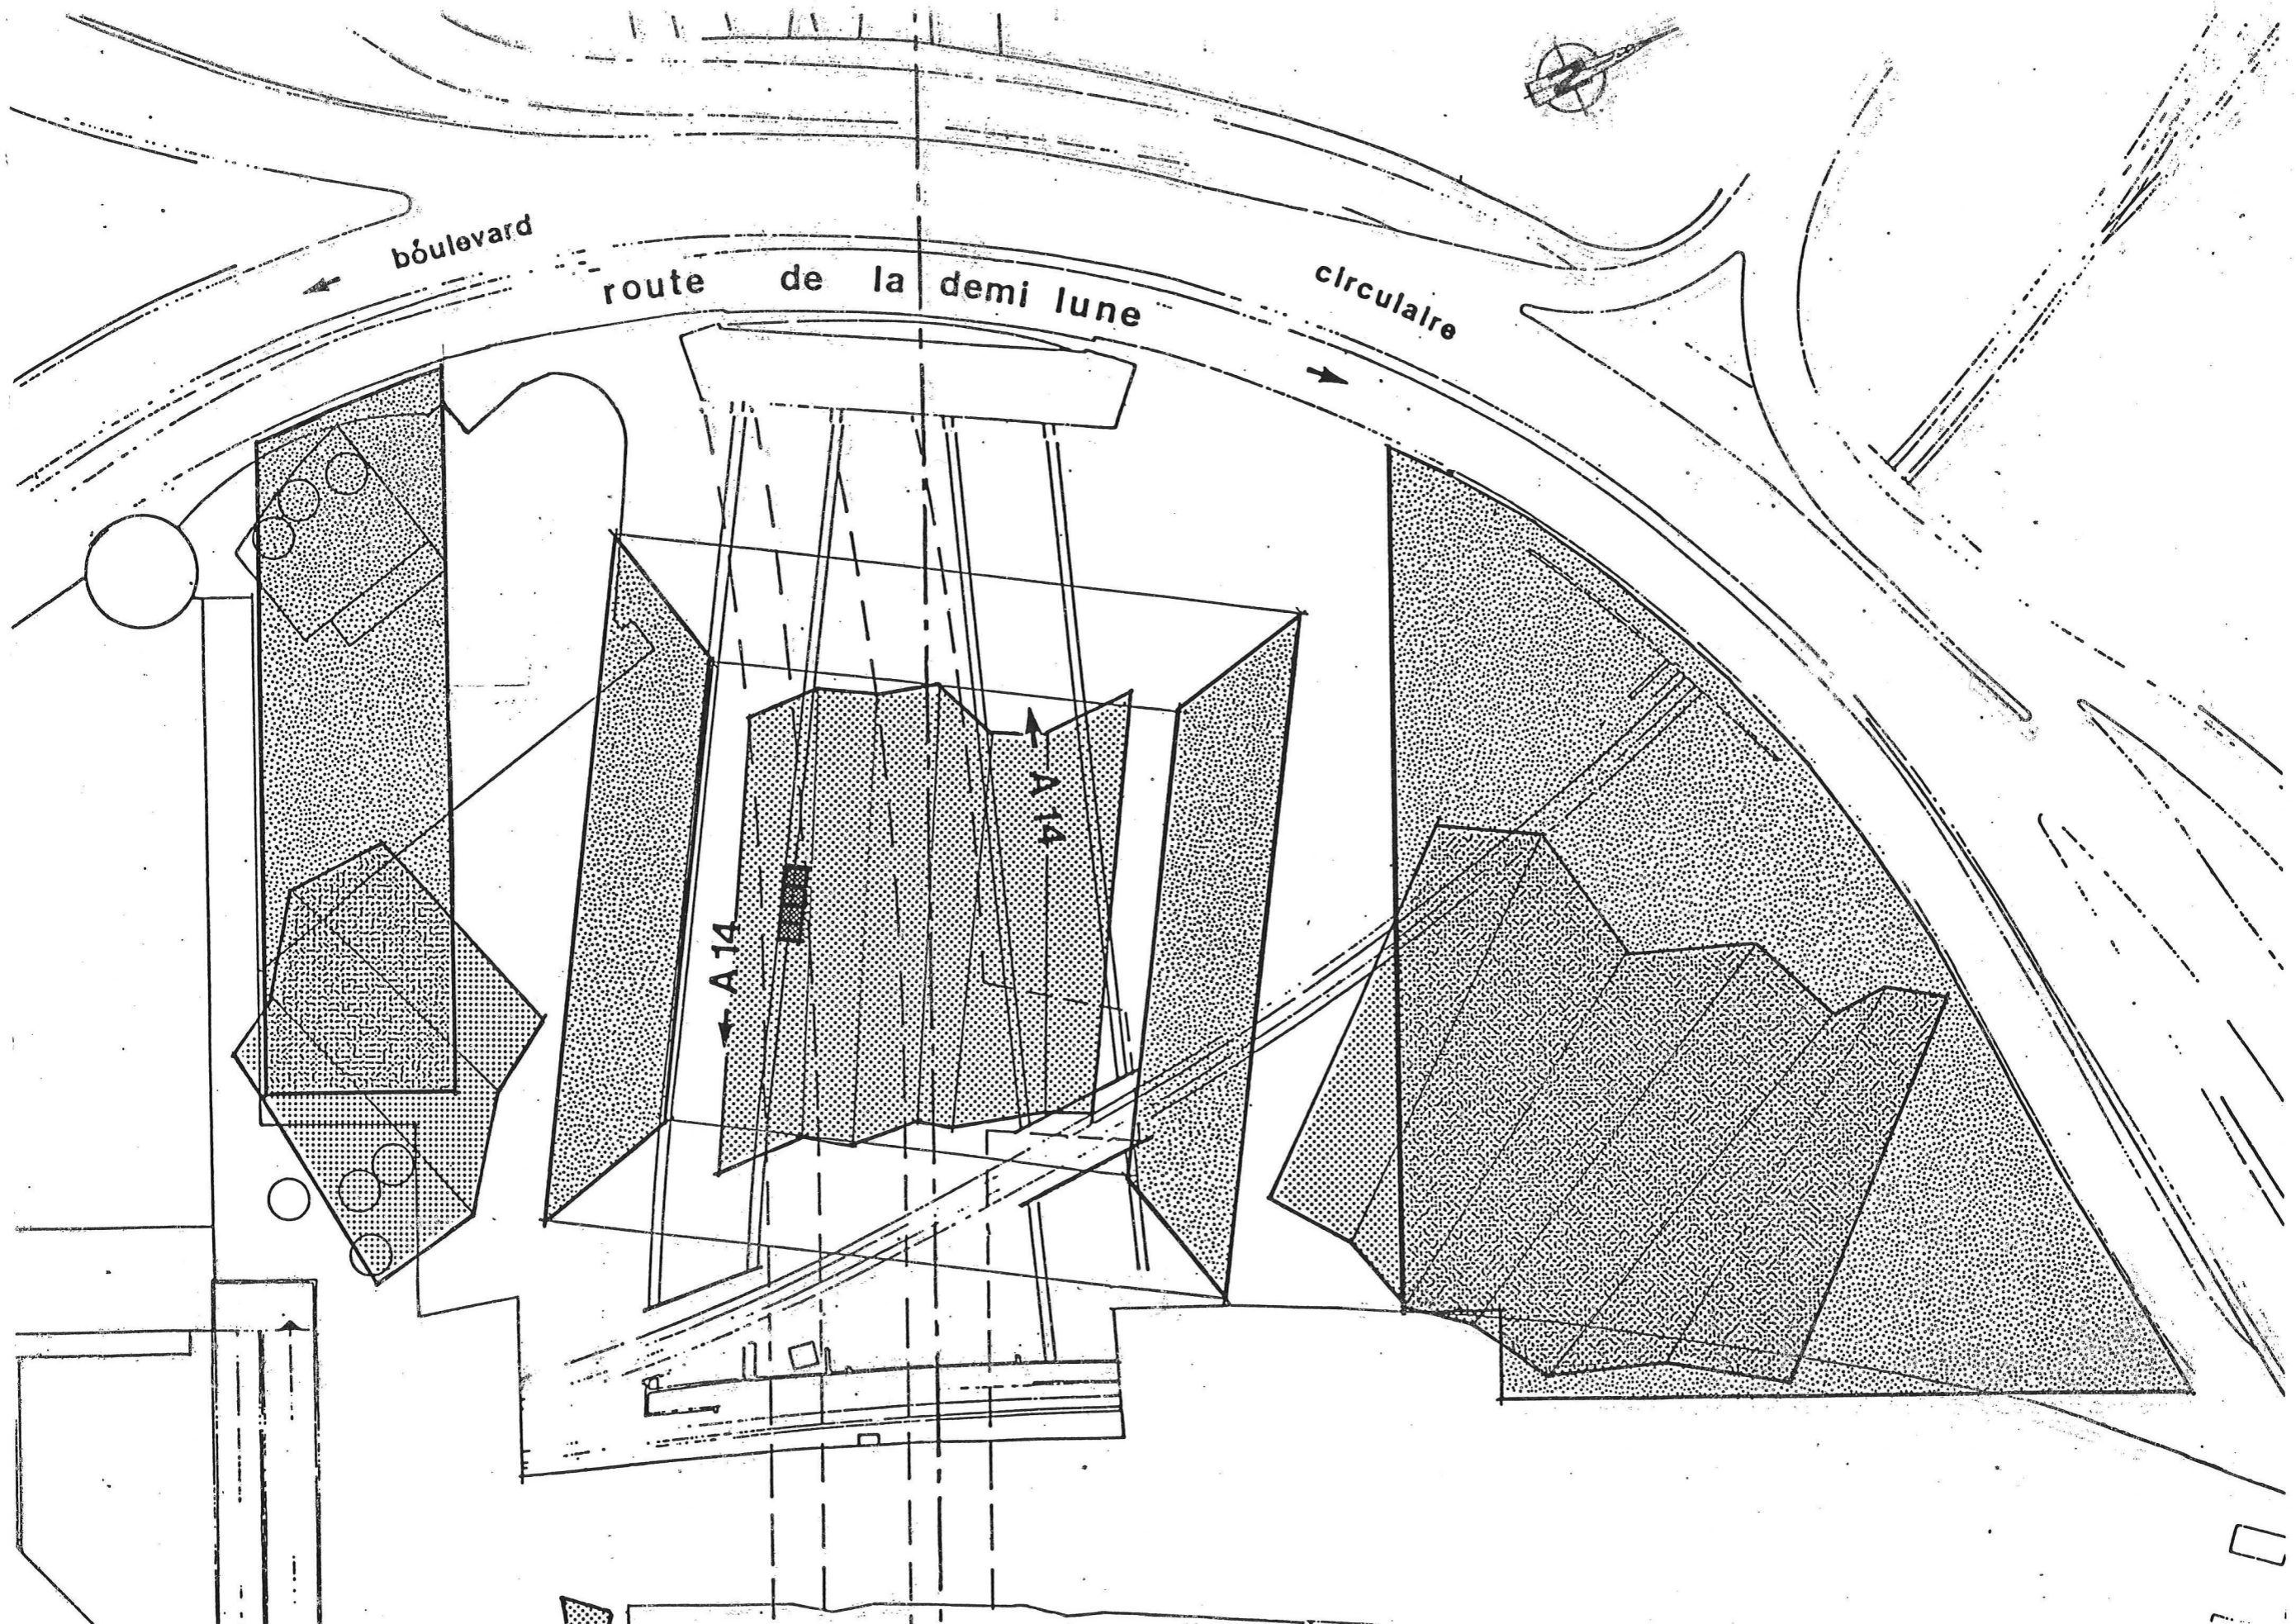 N
boulevard
route de la demi lune
circulaire
A 14
A.14